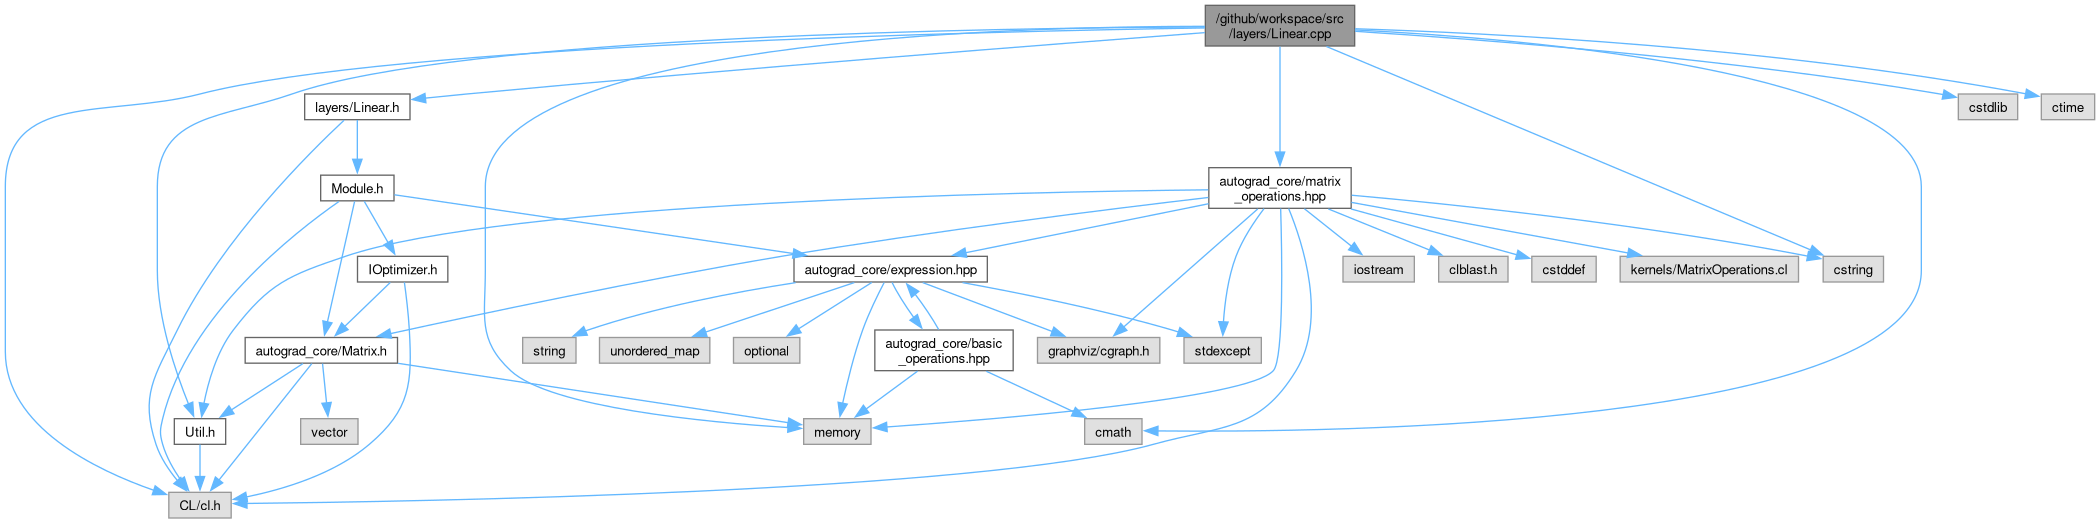 /github/workspace/src
/layers/Linear.cpp
layers/Linear.h
cstdlib
ctime
Module.h
autograd_core/matrix
_operations.hpp
IOptimizer.h
autograd_core/expression.hpp
iostream
clblast.h
cstddef
kernels/MatrixOperations.cl
cstring
autograd_core/Matrix.h
string
unordered_map
optional
autograd_core/basic
_operations.hpp
graphviz/cgraph.h
stdexcept
Util.h
vector
memory
cmath
CL/cl.h